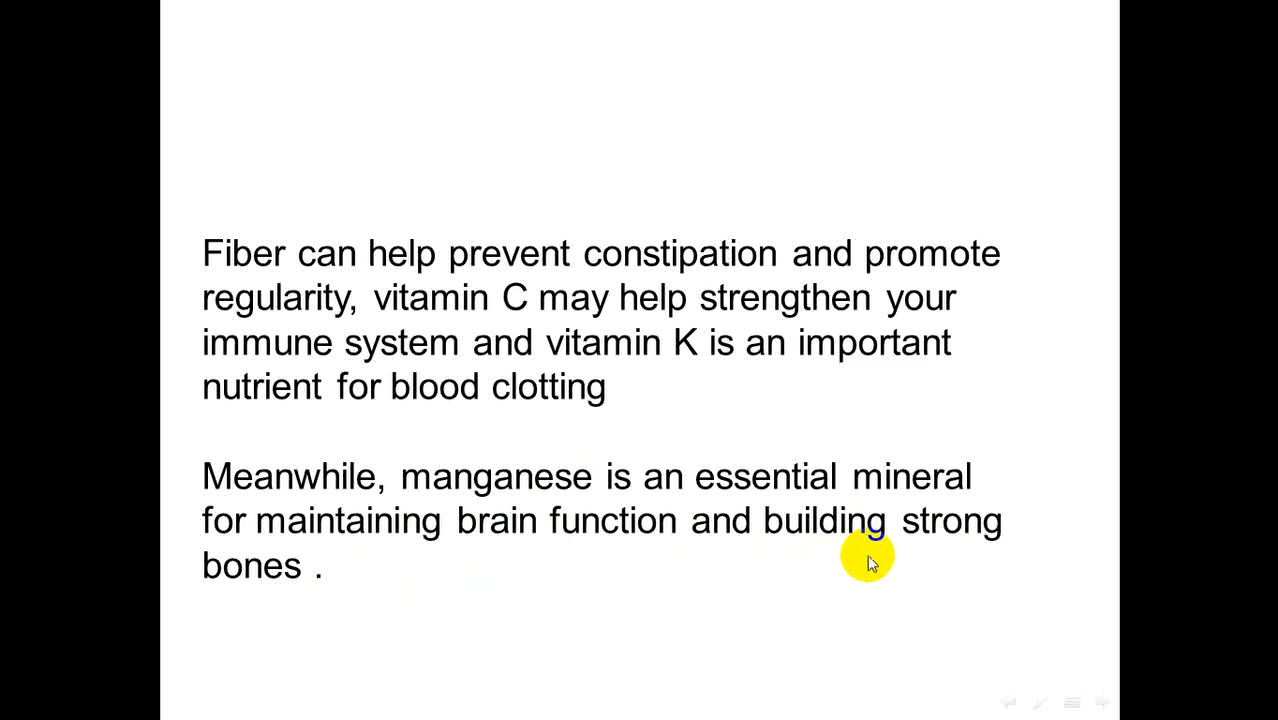 Fiber can help prevent constipation and promote
regularity, vitamin C may help strengthen your
immune system and vitamin K is an important
nutrient for blood clotting
Meanwhile, manganese is an essential mineral
for maintaining brain function and building strong
bones .